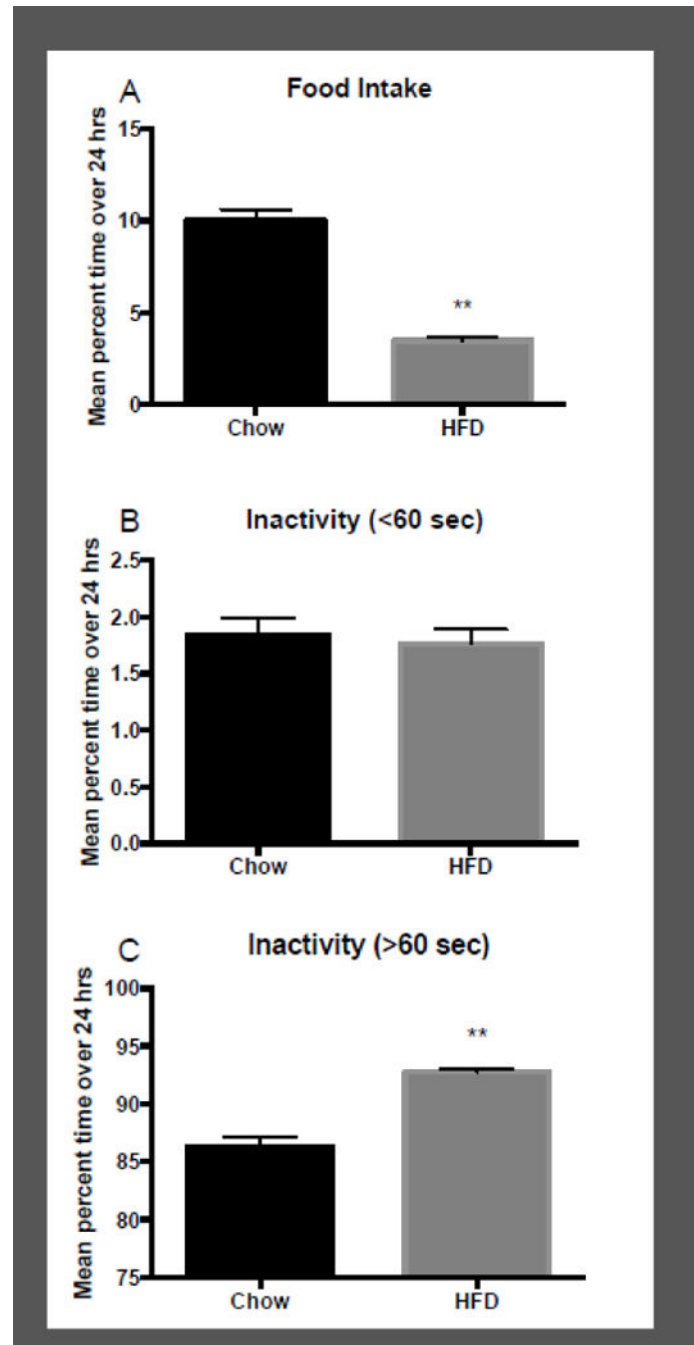 A
Food Intake
Mean percent time over 24 hrs
15
10
5
0
**
Chow HFD
B
Inactivity (<60 sec)
Mean percent time over 24 hrs
2.5
2.0
1.5
1.0
0.5
0.0
Chow HFD
C
Inactivity (>60 sec)
Mean percent time over 24 hrs
100
95
90
85
80
75
**
Chow HFD